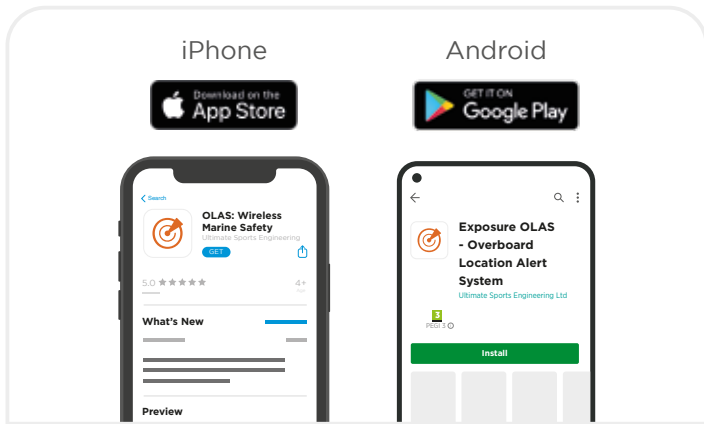 iPhone
Android
Download on the
App Store
GET IT ON
Google Play
Search
OLAS: Wireless
Marine Safety
Ultimate Sports Engineering
GET
5.0
4+
What's New
Preview
Exposure OLAS
- Overboard
Location Alert
System
Ultimate Sports Engineering Ltd
3
PEGI 3
Install